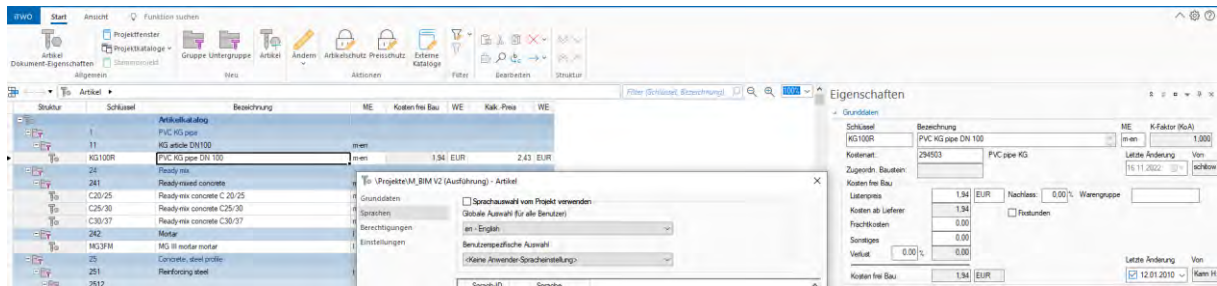 iTWO Start Ansicht Funktion suchen
Artikel Dokument-Eigenschaften
Projektfenster
Projektkataloge
Stammprojekt
Allgemein
Gruppe Untergruppe Artikel
Neu
Ändern Artikelschutz Preisschutz Externe Kataloge
Aktionen
Filter
Bearbeiten
Struktur
Artikel
Filter (Schlüssel, Bezeichnung)
100%
Struktur Schlüssel Bezeichnung ME Kosten frei Bau WE Kalk.-Preis WE
Artikelkatalog
1 PVC KG pipe
11 KG article DN100 m-en
KG100R PVC KG pipe DN 100 m-en 1,94 EUR 2,43 EUR
24 Ready mix
241 Ready-mixed concrete
C20/25 Ready-mix concrete C 20/25
C25/30 Ready-mix concrete C25/30
C30/37 Ready-mix concrete C30/37
242 Mortar
MG3FM MG III mortar mortar
25 Concrete, steel profile
251 Reinforcing steel
2512
\Projekte\M_BIM V2 (Ausführung) - Artikel
Grunddaten
Sprachen
Berechtigungen
Einstellungen
Sprachauswahl vom Projekt verwenden
Globale Auswahl (für alle Benutzer)
en - English
Benutzerspezifische Auswahl
<Keine Anwender-Spracheinstellung>
Sprach-ID Sprache
Eigenschaften
Grunddaten
Schlüssel Bezeichnung ME K-Faktor (KoA)
KG100R PVC KG pipe DN 100 m-en 1,000
Kostenart: 294503 PVC pipe KG Letzte Änderung Von
Zugeordn. Baustein: 16.11.2022 schitow
Kosten frei Bau
Listenpreis 1,94 EUR Nachlass: 0,00 % Warengruppe
Kosten ab Lieferer 1,94 Fixstunden
Frachtkosten 0,00
Sonstiges 0,00
Verlust 0,00 % 0,00
Letzte Änderung Von
Kosten frei Bau 1,94 EUR 12.01.2010 Kann H